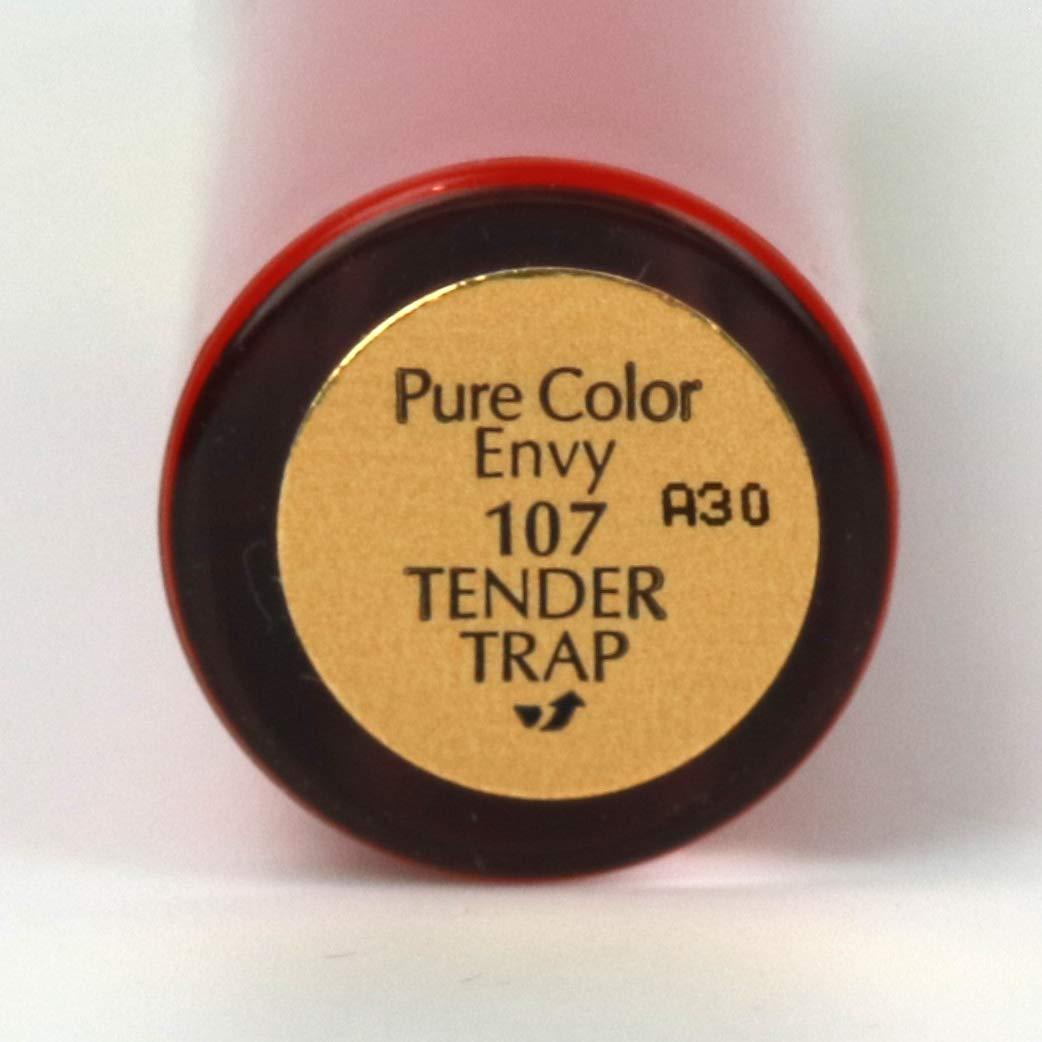 Pure Color
Envy
107
A30
TENDER
TRAP